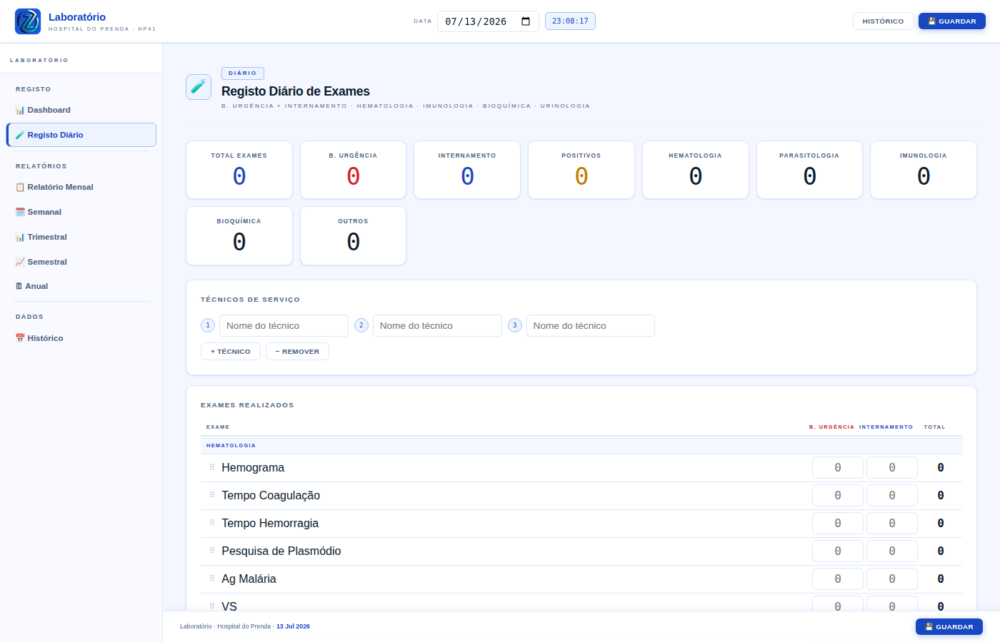 Laboratório
HOSPITAL DO PRENDA · HP41
DATA 07/13/2026 23:08:17
HISTÓRICO 💾 GUARDAR
LABORATÓRIO
REGISTO
📊 Dashboard
🧪 Registo Diário
RELATÓRIOS
📋 Relatório Mensal
🗓️ Semanal
📊 Trimestral
📈 Semestral
🗓 Anual
DADOS
📅 Histórico
DIÁRIO
Registo Diário de Exames
B. URGÊNCIA + INTERNAMENTO · HEMATOLOGIA · IMUNOLOGIA · BIOQUÍMICA · URINOLOGIA
TOTAL EXAMES B. URGÊNCIA INTERNAMENTO POSITIVOS HEMATOLOGIA PARASITOLOGIA IMUNOLOGIA
0 0 0 0 0 0 0
BIOQUÍMICA OUTROS
0 0
TÉCNICOS DE SERVIÇO
1 Nome do técnico 2 Nome do técnico 3 Nome do técnico
+ TÉCNICO − REMOVER
EXAMES REALIZADOS
EXAME B. URGÊNCIA INTERNAMENTO TOTAL
HEMATOLOGIA
⠿ Hemograma 0 0 0
⠿ Tempo Coagulação 0 0 0
⠿ Tempo Hemorragia 0 0 0
⠿ Pesquisa de Plasmódio 0 0 0
⠿ Ag Malária 0 0 0
⠿ VS 0 0 0
Laboratório · Hospital do Prenda · 13 Jul 2026
💾 GUARDAR